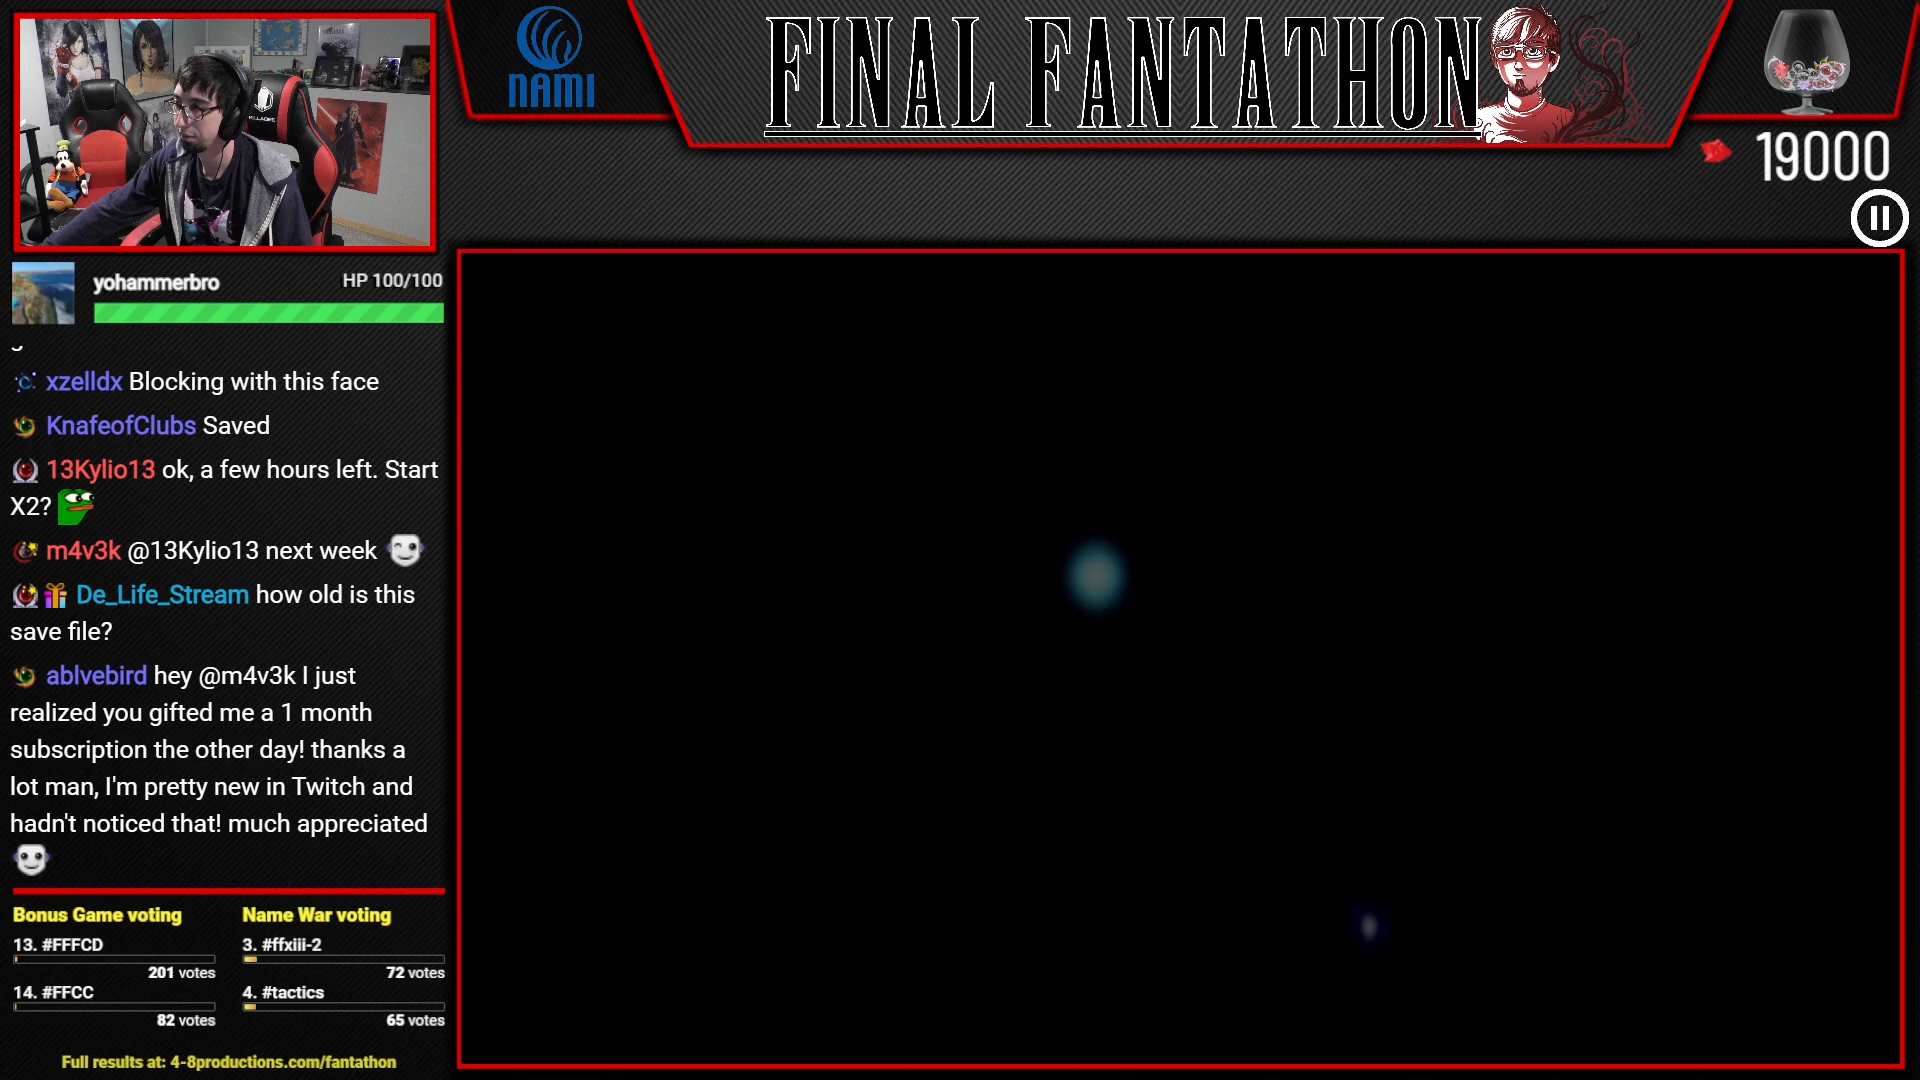 NAMI
FINAL FANTATHON
19000
yohammerbro HP 100/100
xzelldx Blocking with this face
KnafeofClubs Saved
13Kylio13 ok, a few hours left. Start
X2?
m4v3k @13Kylio13 next week
De_Life_Stream how old is this
save file?
ablvebird hey @m4v3k I just
realized you gifted me a 1 month
subscription the other day! thanks a
lot man, I'm pretty new in Twitch and
hadn't noticed that! much appreciated
Bonus Game voting
13. #FFFCD
201 votes
14. #FFCC
82 votes
Name War voting
3. #ffxiii-2
72 votes
4. #tactics
65 votes
Full results at: 4-8productions.com/fantathon